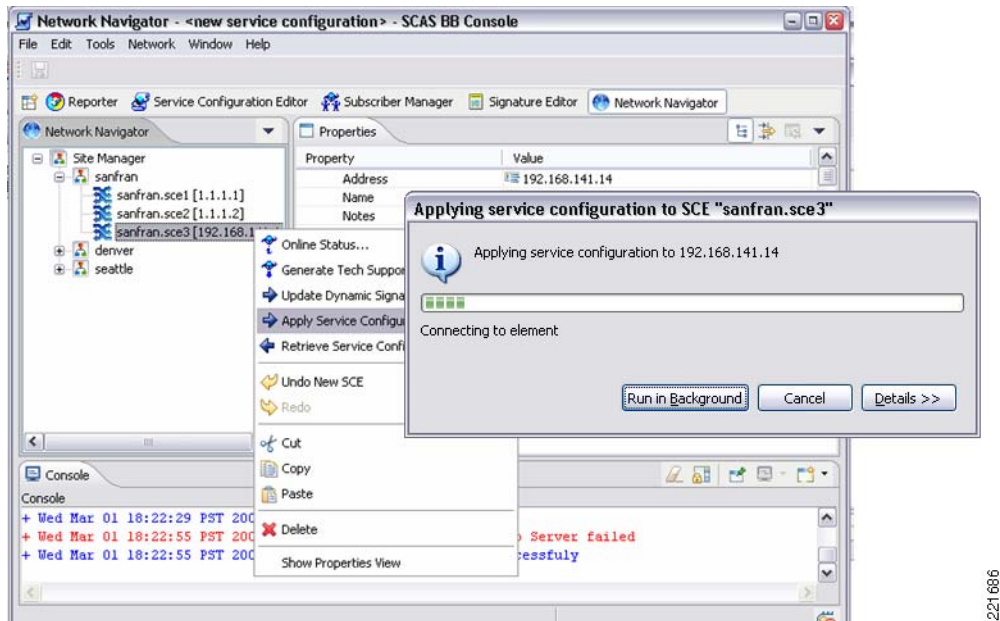 Network Navigator - <new service configuration> - SCAS BB Console
File Edit Tools Network Window Help
Reporter Service Configuration Editor Subscriber Manager Signature Editor Network Navigator
Network Navigator
Properties
Site Manager
sanfran
sanfran.sce1 [1.1.1.1]
sanfran.sce2 [1.1.1.2]
sanfran.sce3 [192.168.1
denver
seattle
Property Value
Address 192.168.141.14
Name
Notes
Online Status...
Generate Tech Suppor
Update Dynamic Signa
Apply Service Configu
Retrieve Service Confi
Undo New SCE
Redo
Cut
Copy
Paste
Delete
Show Properties View
Applying service configuration to SCE "sanfran.sce3"
Applying service configuration to 192.168.141.14
Connecting to element
Run in Background Cancel Details >>
Console
Console
+ Wed Mar 01 18:22:29 PST 200
+ Wed Mar 01 18:22:55 PST 200 Server failed
+ Wed Mar 01 18:22:55 PST 200 essfuly
221686